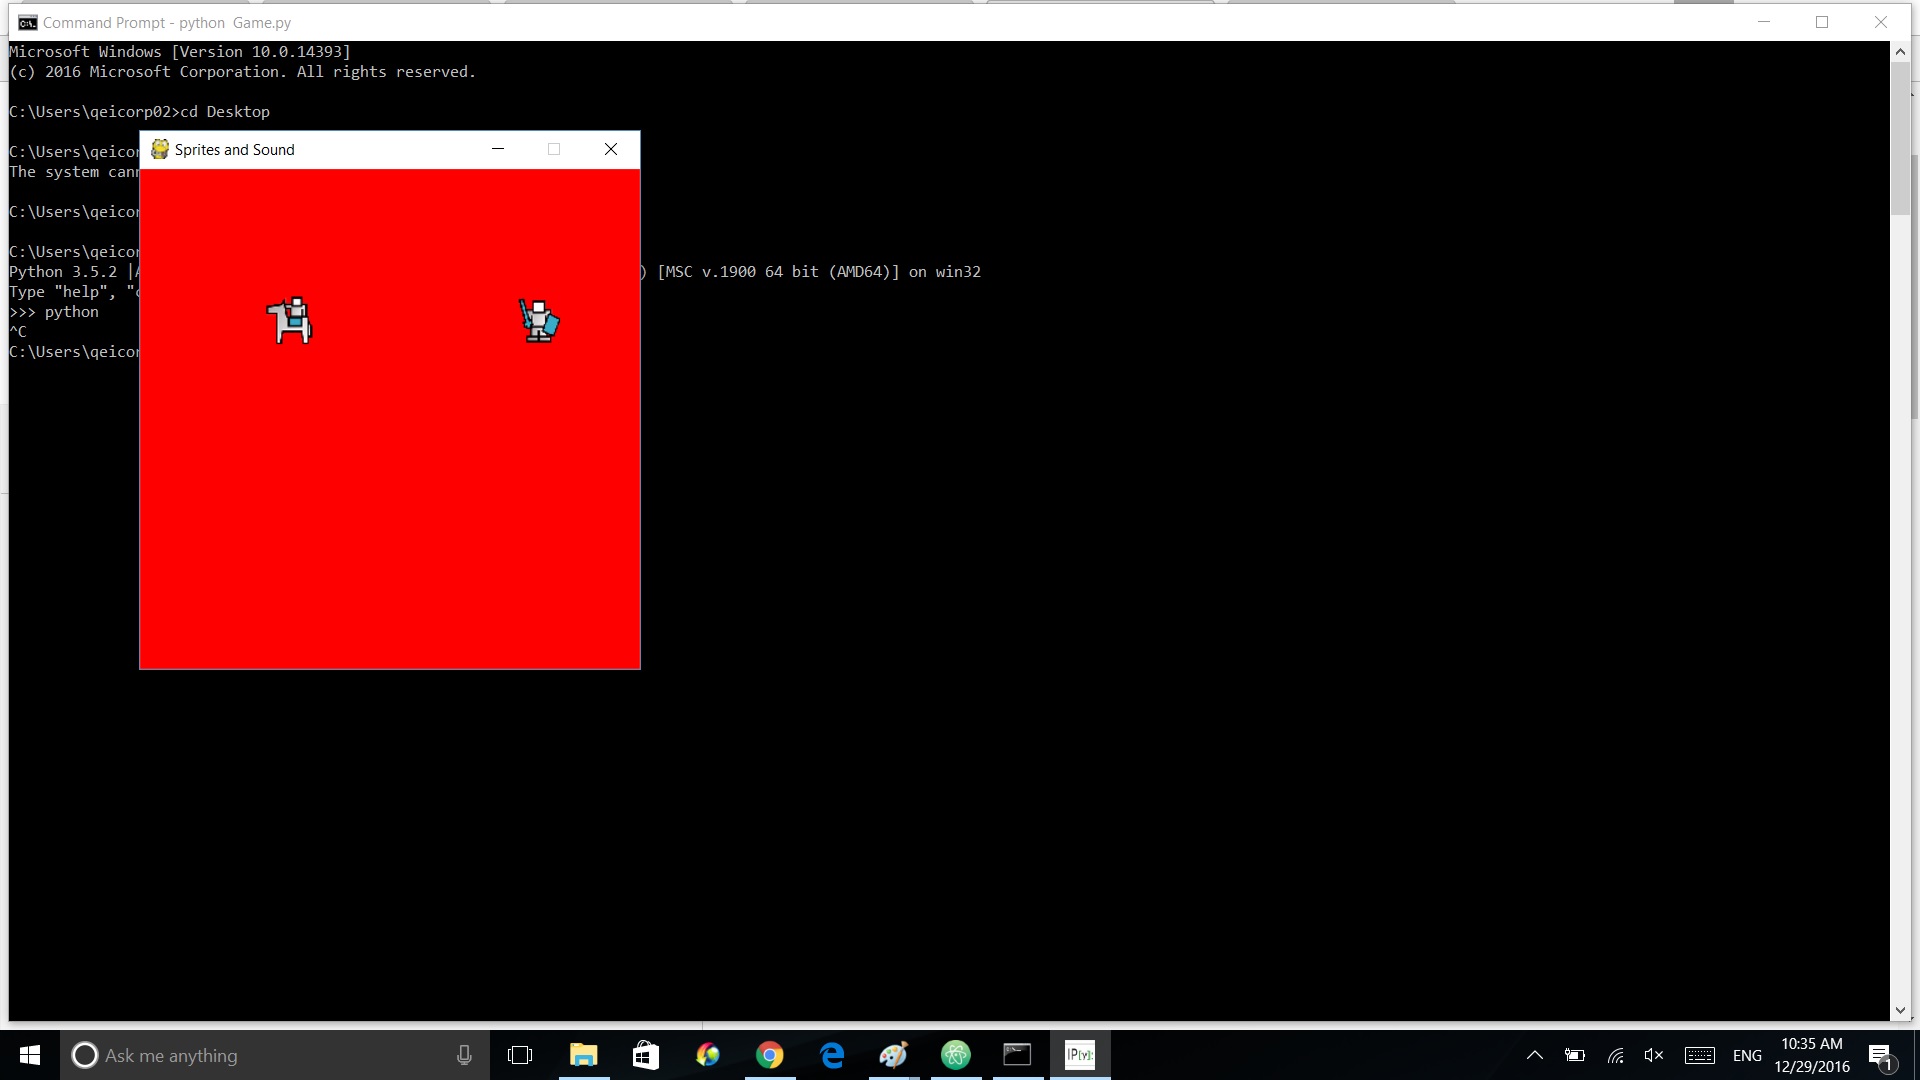 Command Prompt - python  Game.py
Microsoft Windows [Version 10.0.14393]
(c) 2016 Microsoft Corporation. All rights reserved.
C:\Users\qeicorp02>cd Desktop
Sprites and Sound
C:\Users\qeicor
The system can
C:\Users\qeicor
C:\Users\qeicor
Python 3.5.2 | ) [MSC v.1900 64 bit (AMD64)] on win32
Type "help", "c
>>> python
^C
C:\Users\qeicor
Ask me anything
IP[y]:
ENG
10:35 AM
12/29/2016
1